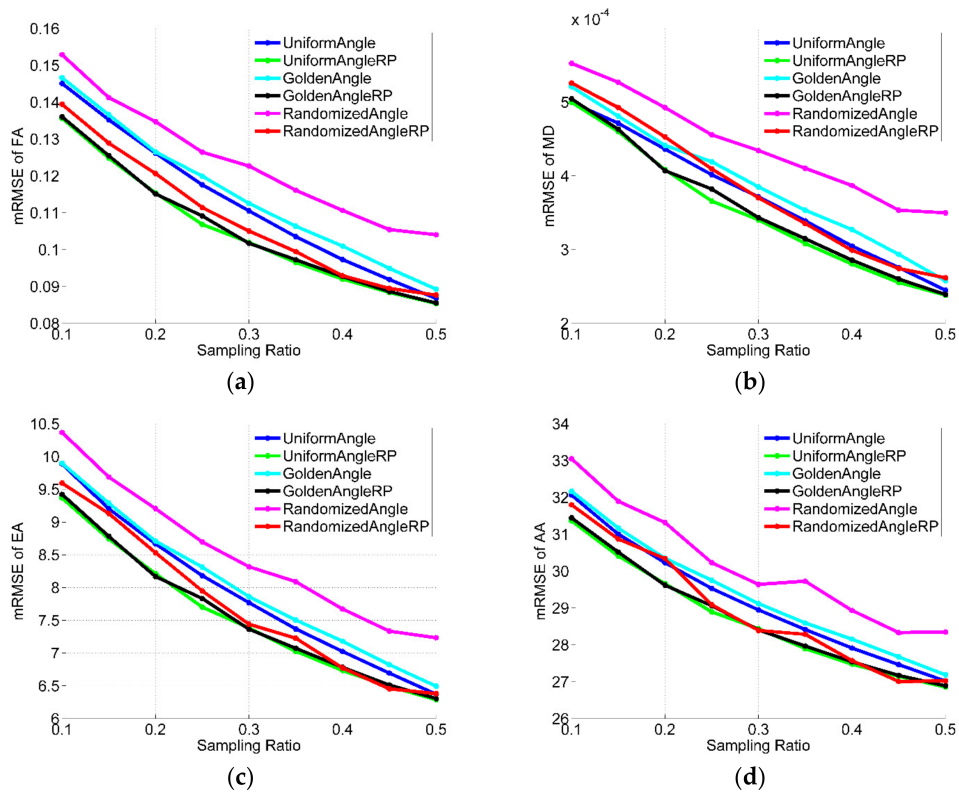 0.16
0.15
0.14
0.13
0.12
0.11
0.1
0.09
0.08
mRMSE of FA
UniformAngle
UniformAngleRP
GoldenAngle
GoldenAngleRP
RandomizedAngle
RandomizedAngleRP
0.1 0.2 0.3 0.4 0.5
Sampling Ratio
(a)
x 10⁻⁴
5
4
3
2
mRMSE of MD
UniformAngle
UniformAngleRP
GoldenAngle
GoldenAngleRP
RandomizedAngle
RandomizedAngleRP
0.1 0.2 0.3 0.4 0.5
Sampling Ratio
(b)
10.5
10
9.5
9
8.5
8
7.5
7
6.5
6
mRMSE of EA
UniformAngle
UniformAngleRP
GoldenAngle
GoldenAngleRP
RandomizedAngle
RandomizedAngleRP
0.1 0.2 0.3 0.4 0.5
Sampling Ratio
(c)
34
33
32
31
30
29
28
27
26
mRMSE of AA
UniformAngle
UniformAngleRP
GoldenAngle
GoldenAngleRP
RandomizedAngle
RandomizedAngleRP
0.1 0.2 0.3 0.4 0.5
Sampling Ratio
(d)